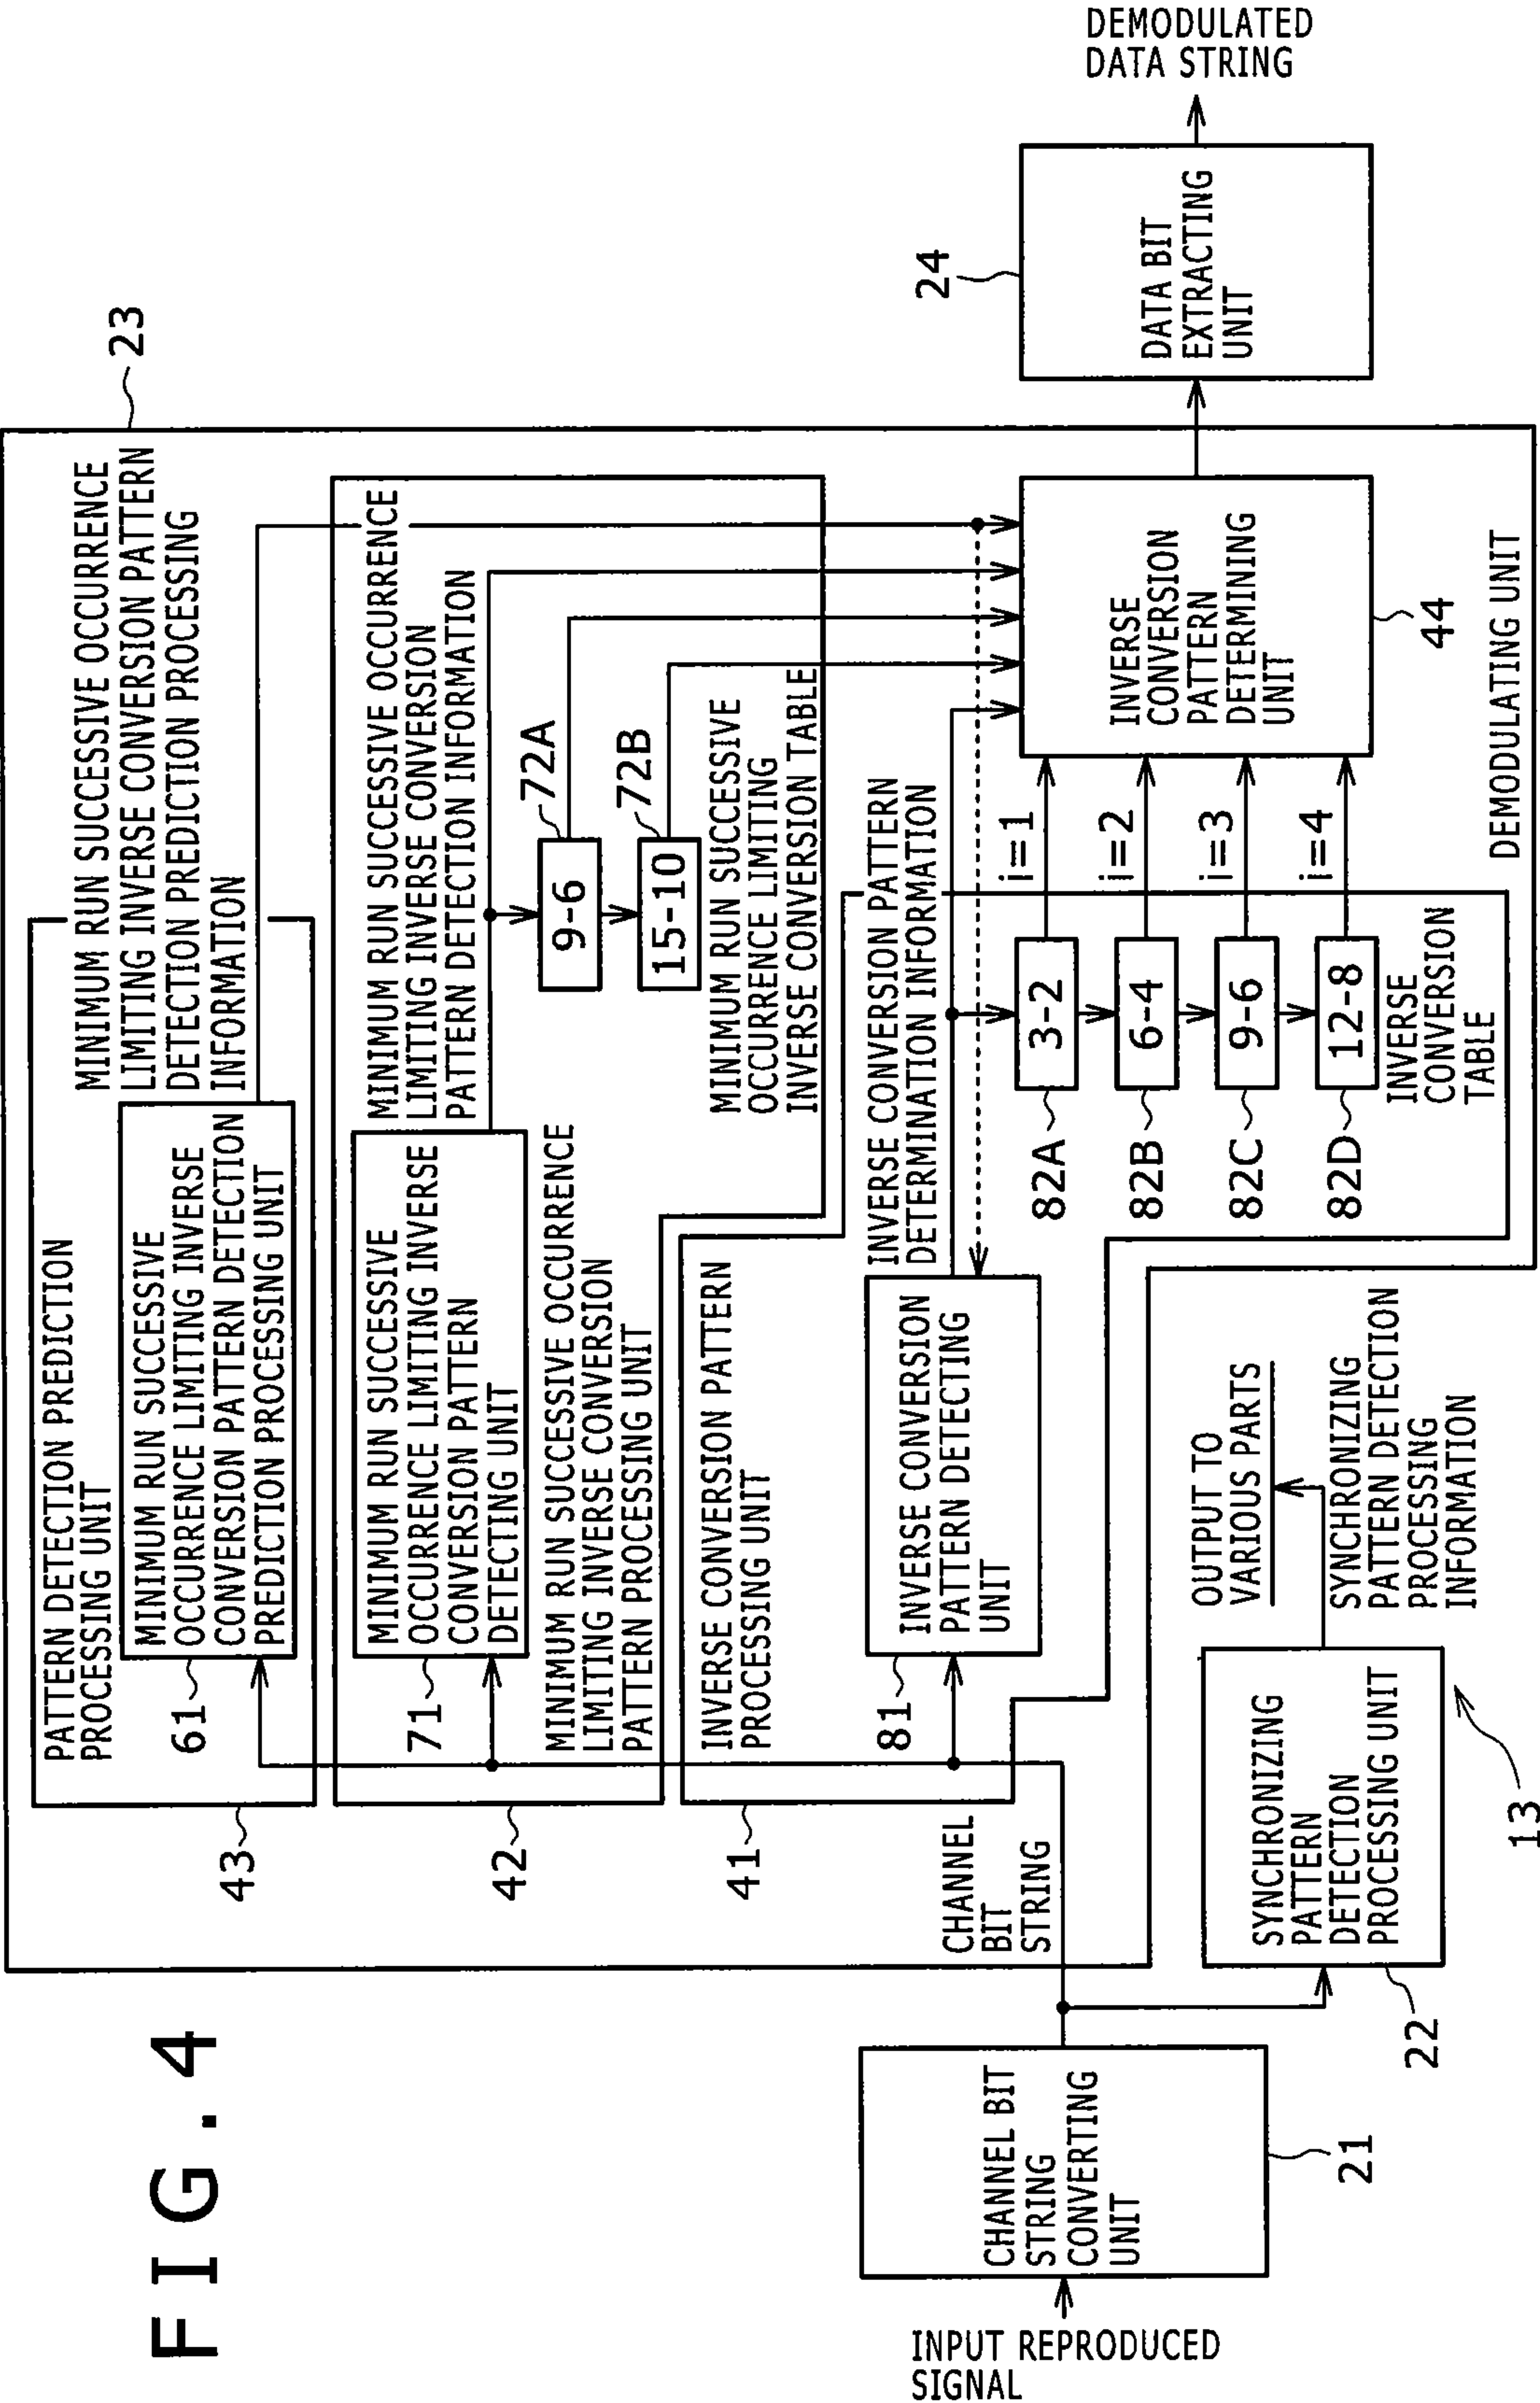 FIG. 4
INPUT REPRODUCED
SIGNAL
CHANNEL BIT
STRING
CONVERTING
UNIT
21
CHANNEL
BIT
STRING
SYNCHRONIZING
PATTERN
DETECTION
PROCESSING UNIT
22
13
OUTPUT TO
VARIOUS PARTS
SYNCHRONIZING
PATTERN DETECTION
PROCESSING
INFORMATION
23
43
PATTERN DETECTION PREDICTION
PROCESSING UNIT
61
MINIMUM RUN SUCCESSIVE
OCCURRENCE LIMITING INVERSE
CONVERSION PATTERN DETECTION
PREDICTION PROCESSING UNIT
MINIMUM RUN SUCCESSIVE OCCURRENCE
LIMITING INVERSE CONVERSION PATTERN
DETECTION PREDICTION PROCESSING
INFORMATION
42
71
MINIMUM RUN SUCCESSIVE
OCCURRENCE LIMITING INVERSE
CONVERSION PATTERN
DETECTING UNIT
MINIMUM RUN SUCCESSIVE OCCURRENCE
LIMITING INVERSE CONVERSION
PATTERN PROCESSING UNIT
MINIMUM RUN SUCCESSIVE OCCURRENCE
LIMITING INVERSE CONVERSION
PATTERN DETECTION INFORMATION
9-6
72A
15-10
72B
MINIMUM RUN SUCCESSIVE
OCCURRENCE LIMITING
INVERSE CONVERSION TABLE
41
INVERSE CONVERSION PATTERN
PROCESSING UNIT
81
INVERSE CONVERSION
PATTERN DETECTING
UNIT
INVERSE CONVERSION PATTERN
DETERMINATION INFORMATION
82A
3-2
i=1
82B
6-4
i=2
82C
9-6
i=3
82D
12-8
i=4
INVERSE
CONVERSION
TABLE
INVERSE
CONVERSION
PATTERN
DETERMINING
UNIT
44
DEMODULATING UNIT
24
DATA BIT
EXTRACTING
UNIT
DEMODULATED
DATA STRING